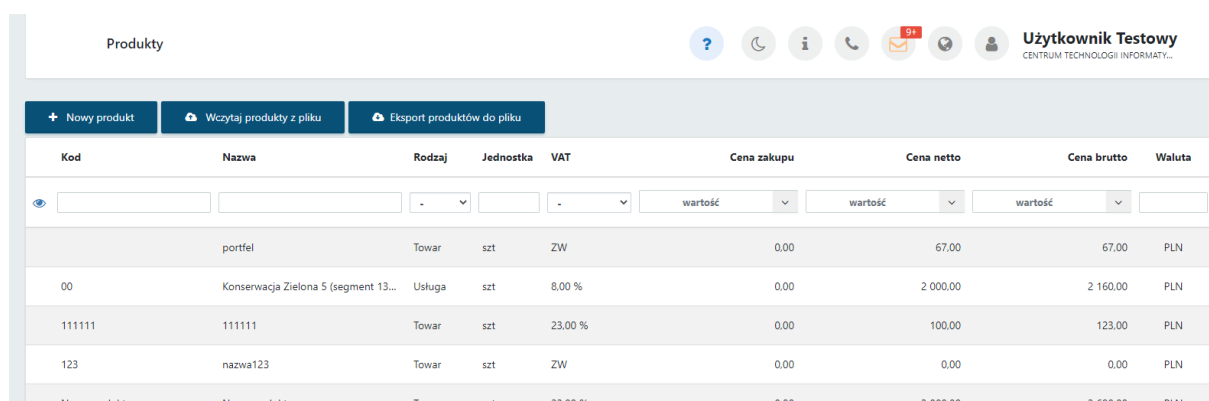 Produkty
?
i
9+
Użytkownik Testowy
CENTRUM TECHNOLOGII INFORMATY...
+ Nowy produkt
Wczytaj produkty z pliku
Eksport produktów do pliku
Kod Nazwa Rodzaj Jednostka VAT Cena zakupu Cena netto Cena brutto Waluta
- - wartość wartość wartość
portfel Towar szt ZW 0,00 67,00 67,00 PLN
00 Konserwacja Zielona 5 (segment 13... Usługa szt 8,00 % 0,00 2 000,00 2 160,00 PLN
111111 111111 Towar szt 23,00 % 0,00 100,00 123,00 PLN
123 nazwa123 Towar szt ZW 0,00 0,00 0,00 PLN